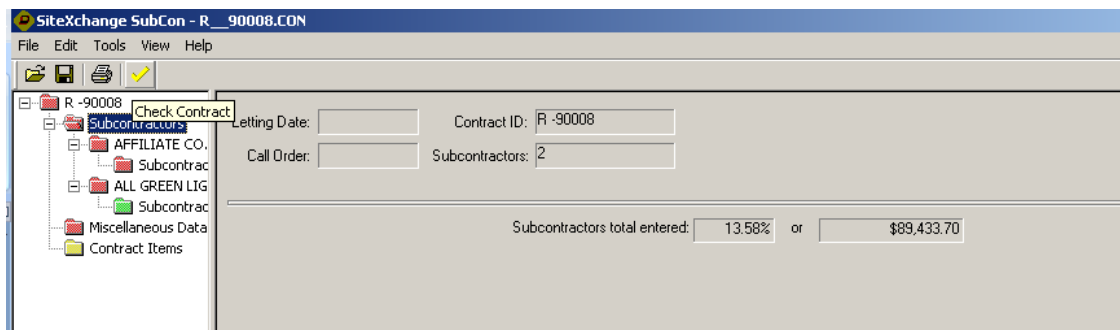 SiteXchange SubCon - R__90008.CON
File Edit Tools View Help
R -90008
Check Contract
Subcontractors
AFFILIATE CO.
Subcontrac
ALL GREEN LIG
Subcontrac
Miscellaneous Data
Contract Items
Letting Date:
Contract ID: R -90008
Call Order:
Subcontractors: 2
Subcontractors total entered: 13.58% or $89,433.70